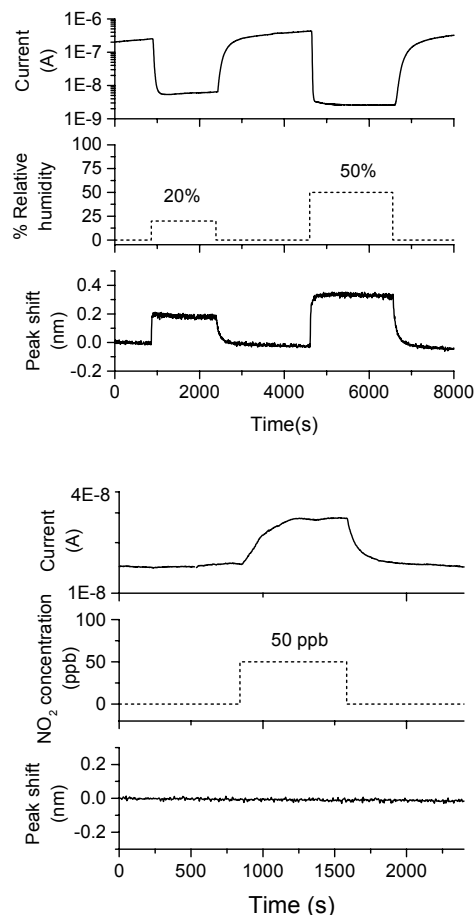 1E-6
1E-7
1E-8
1E-9
Current
(A)
100
75
50
25
0
% Relative
humidity
20%
50%
0.4
0.2
0.0
-0.2
Peak shift
(nm)
0 2000 4000 6000 8000
Time(s)
4E-8
1E-8
Current
(A)
100
50
0
NO₂ concentration
(ppb)
50 ppb
0.2
0.0
-0.2
Peak shift
(nm)
0 500 1000 1500 2000
Time (s)